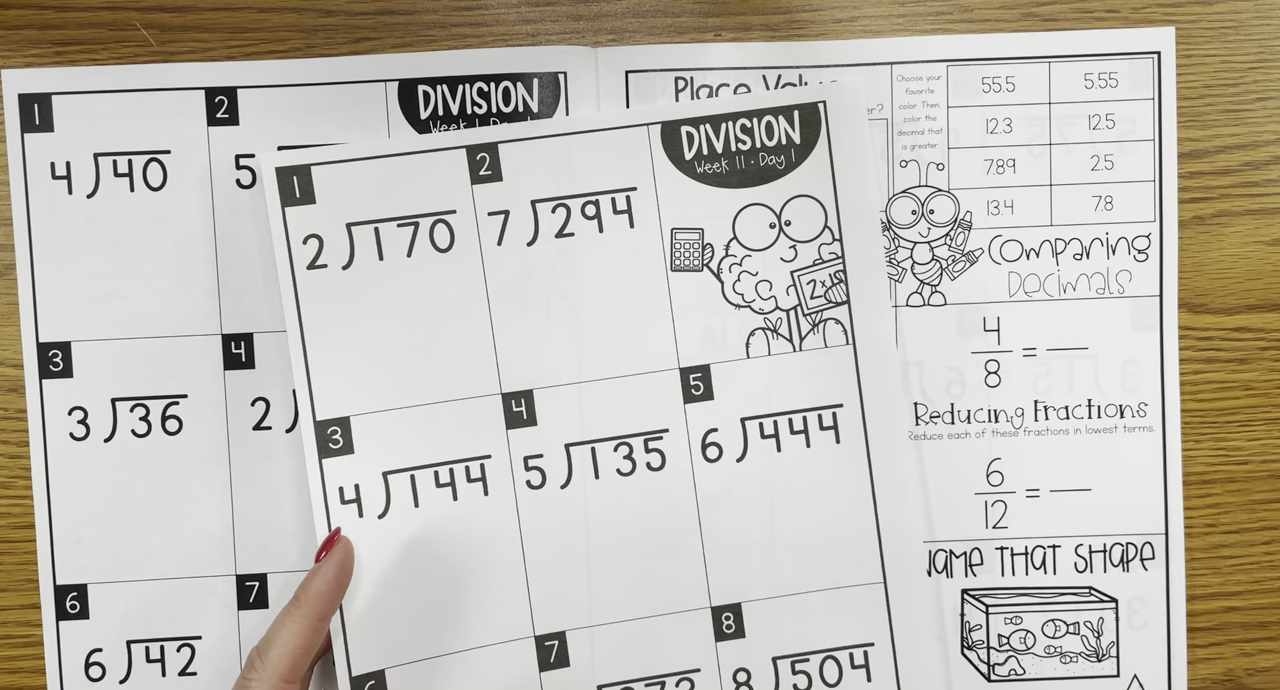 1
4)40
2
5
DIVISION
3
3)36
4
2)
6
6)42
7
1
2)170
2
7)294
DIVISION
Week 11 • Day 1
2x
3
4)144
4
5)135
5
6)444
7
8
8)504
Place
Choose your
favorite
color. Then,
color the
decimal that
is greater
55.5 5.55
12.3 12.5
7.89 2.5
13.4 7.8
Comparing
Decimals
4
8 = __
Reducing Fractions
Reduce each of these fractions in lowest terms.
6
12 = __
THAT SHAPE